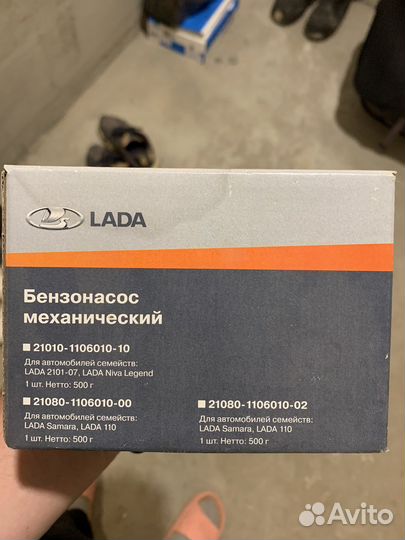 LADA
Бензонасос
механический
21010-1106010-10
Для автомобилей семейств:
LADA 2101-07, LADA Niva Legend
1 шт. Нетто: 500 г
21080-1106010-00
Для автомобилей семейств:
LADA Samara, LADA 110
1 шт. Нетто: 500 г
21080-1106010-02
Для автомобилей семейств:
LADA Samara, LADA 110
1 шт. Нетто: 500 г
Avito